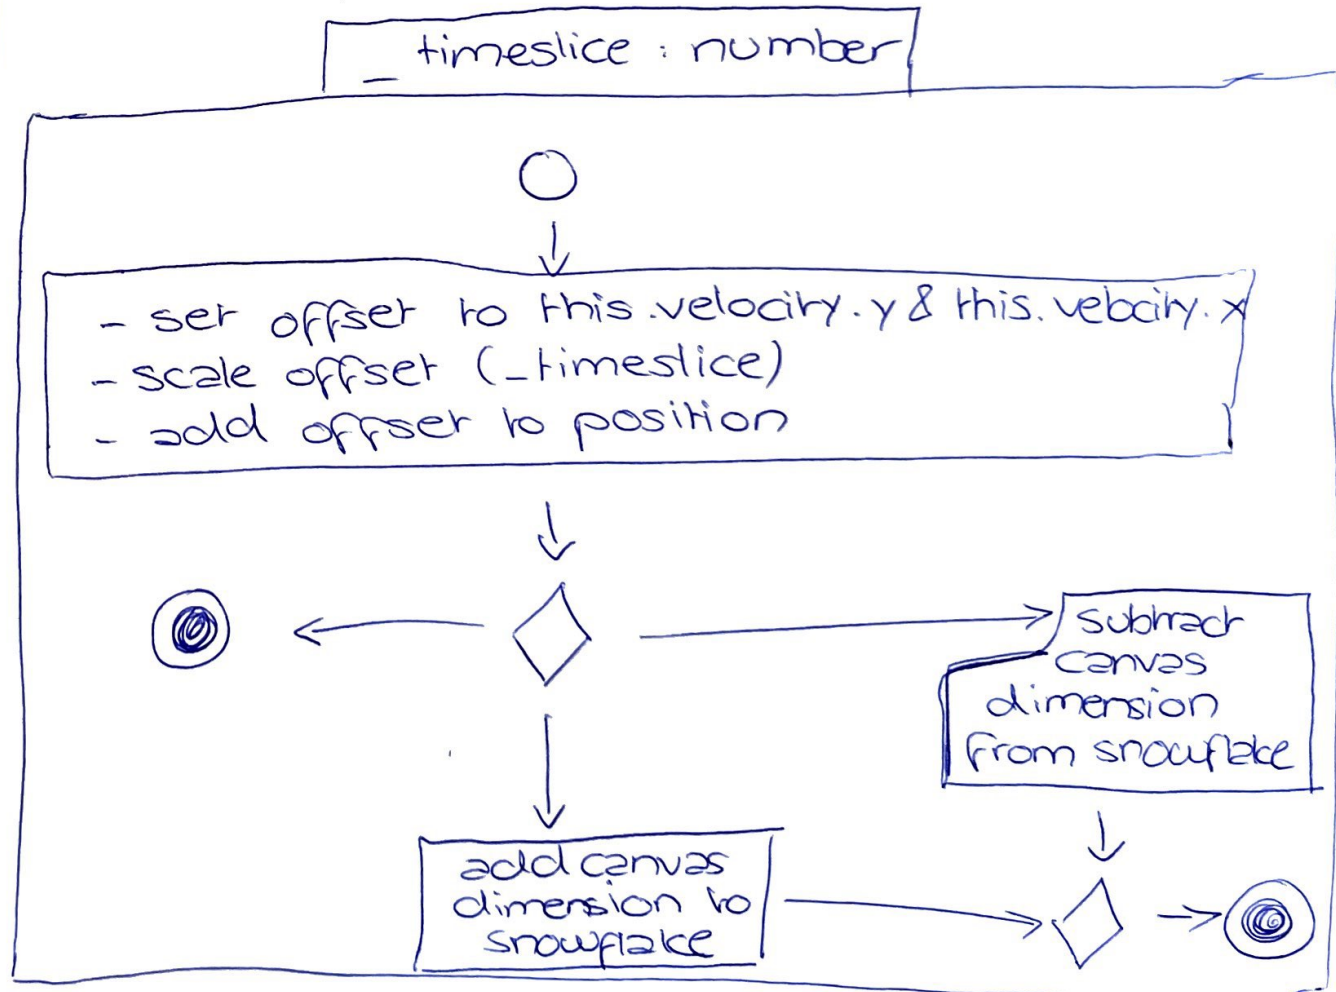 _ timeslice : number
- set offset to this.velocity.y & this.velocity.x
- scale offset (_timeslice)
- add offset to position
subtract
canvas
dimension
from snowflake
add canvas
dimension to
snowflake